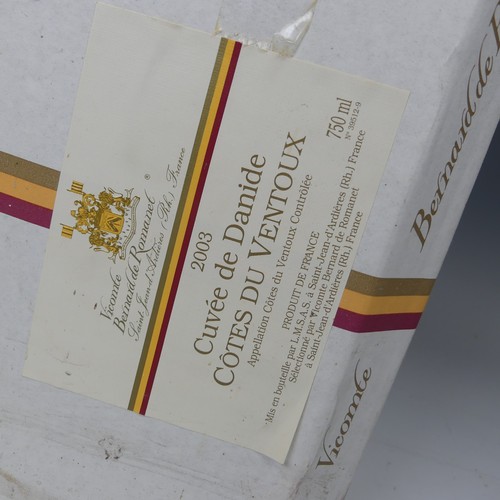 Vicomte
Bernard de Romanet ®
Saint-Jean-d'Ardières (Rh.) France
2003
Cuvée de Danide
CÔTES DU VENTOUX
Appellation Côtes du Ventoux Contrôlée
750 ml
N° 39512-9
PRODUIT DE FRANCE
Mis en bouteille par L.M.S.A.S. à Saint-Jean-d'Ardières (Rh.) France
Sélectionné par Vicomte Bernard de Romanet
à Saint-Jean-d'Ardières (Rh.) France
Vicomte
Bernard de